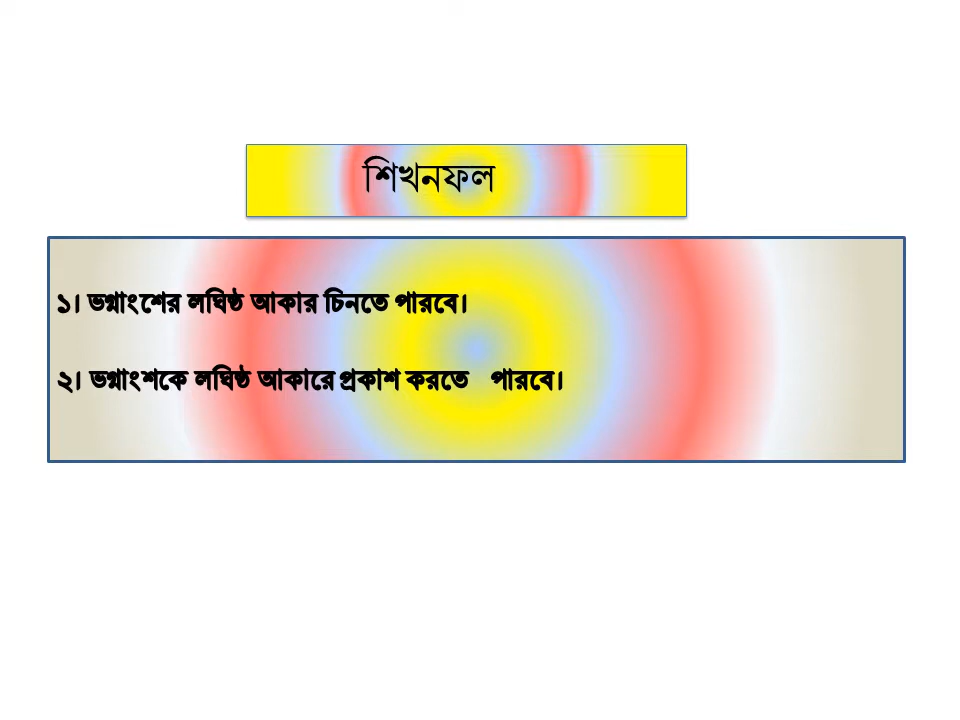 শিখনফল
১। ভগ্নাংশের লঘিষ্ঠ আকার চিনতে পারবে।
২। ভগ্নাংশকে লঘিষ্ঠ আকারে প্রকাশ করতে পারবে।